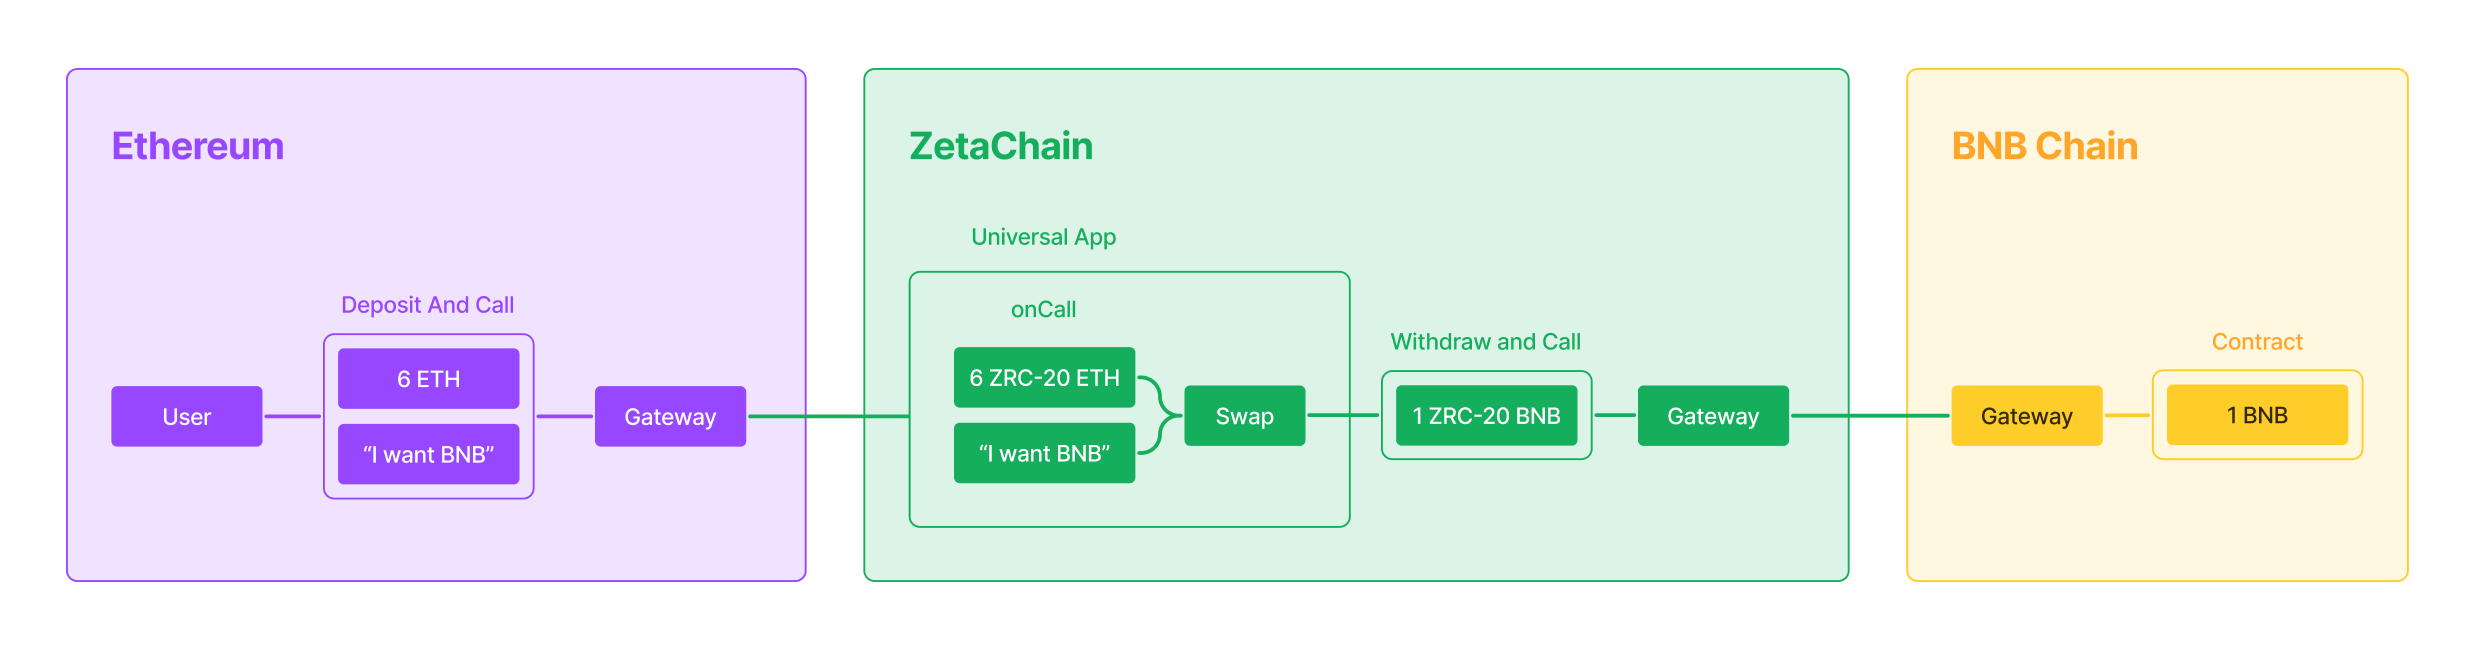 Ethereum
Deposit And Call
User
6 ETH
“I want BNB”
Gateway
ZetaChain
Universal App
onCall
6 ZRC-20 ETH
“I want BNB”
Swap
Withdraw and Call
1 ZRC-20 BNB
Gateway
BNB Chain
Gateway
Contract
1 BNB